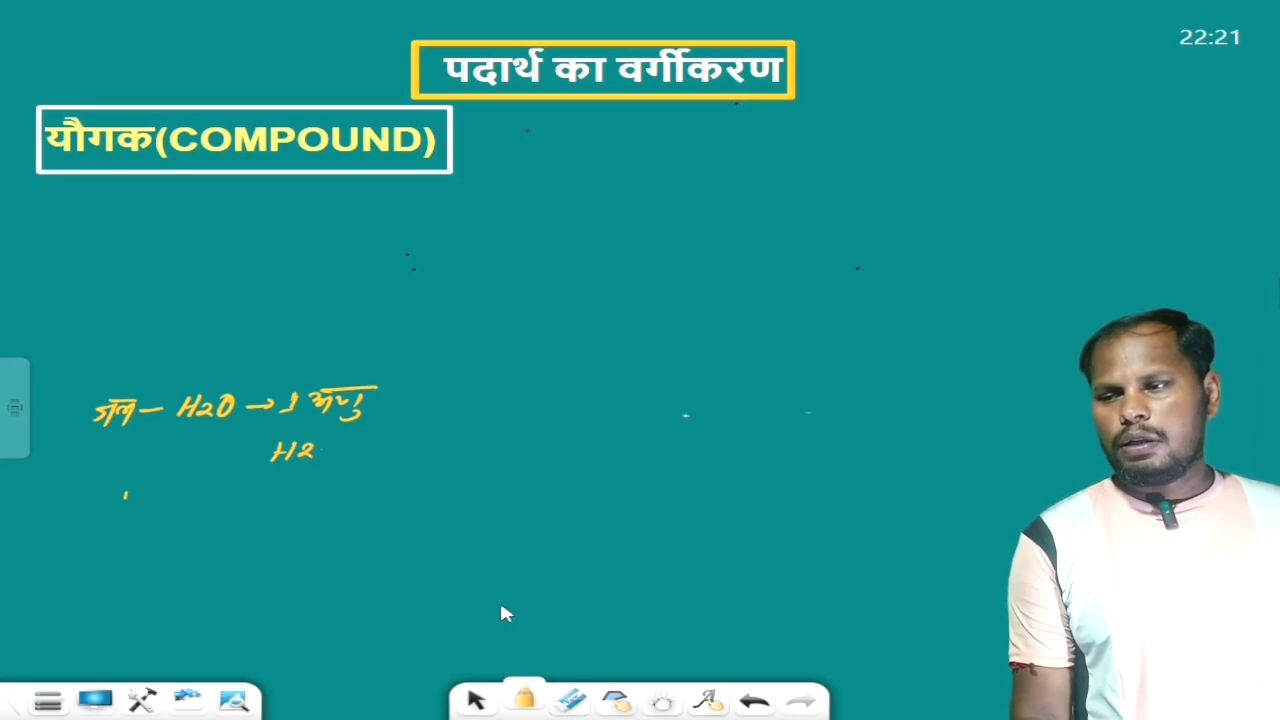 22:21
पदार्थ का वर्गीकरण
यौगक(COMPOUND)
जल – H2O → 1 अणु
H2